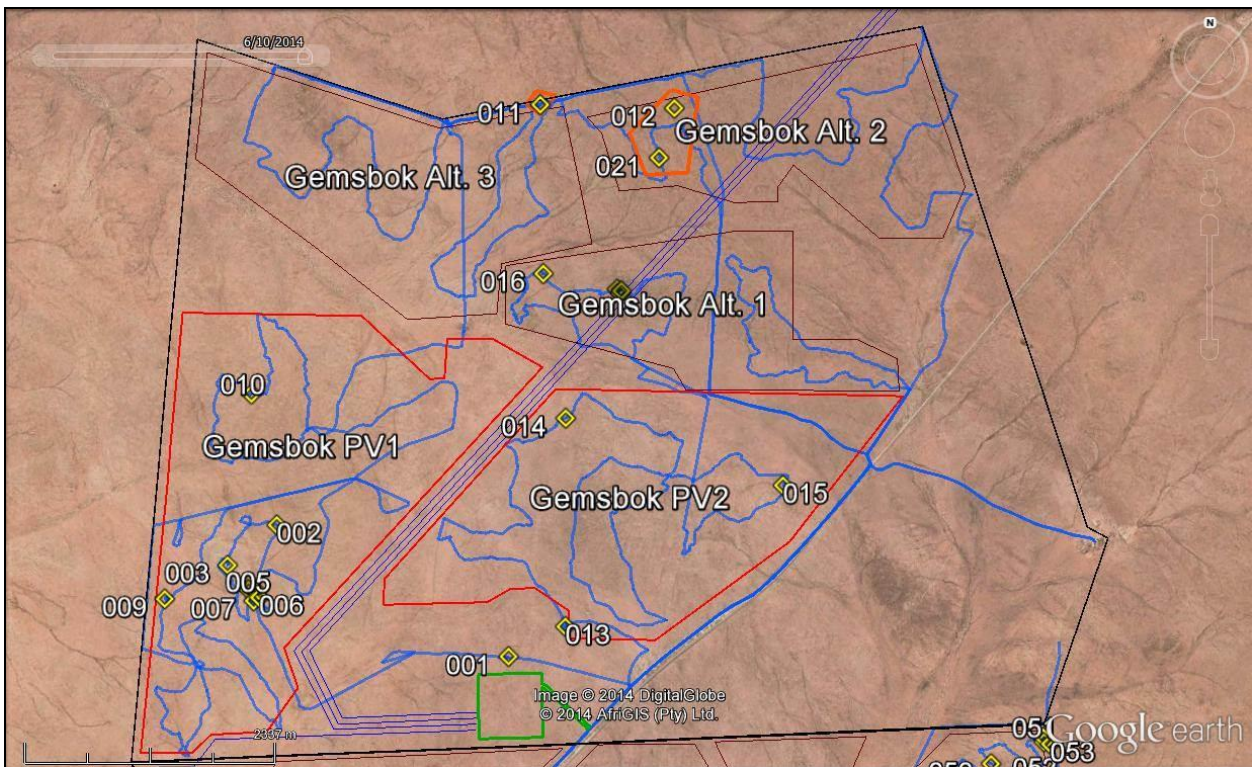 N
6/10/2014
011
012
Gemsbok Alt. 2
021
Gemsbok Alt. 3
016
Gemsbok Alt. 1
010
014
Gemsbok PV1
Gemsbok PV2
015
002
003
005
009
007
006
013
001
Image © 2014 DigitalGlobe
© 2014 AfriGIS (Pty) Ltd.
2337 m
Google earth
053